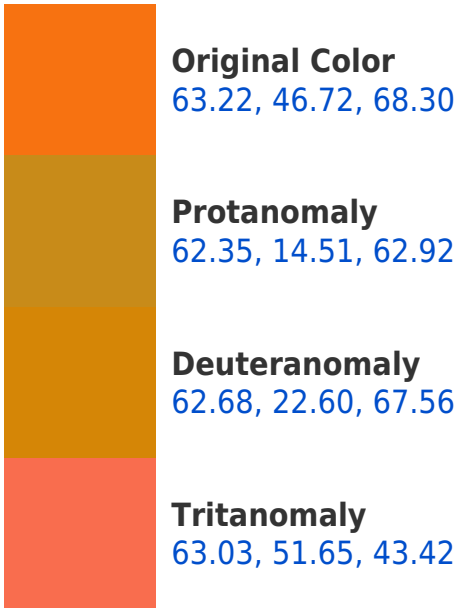 Original Color
63.22, 46.72, 68.30
Protanomaly
62.35, 14.51, 62.92
Deuteranomaly
62.68, 22.60, 67.56
Tritanomaly
63.03, 51.65, 43.42